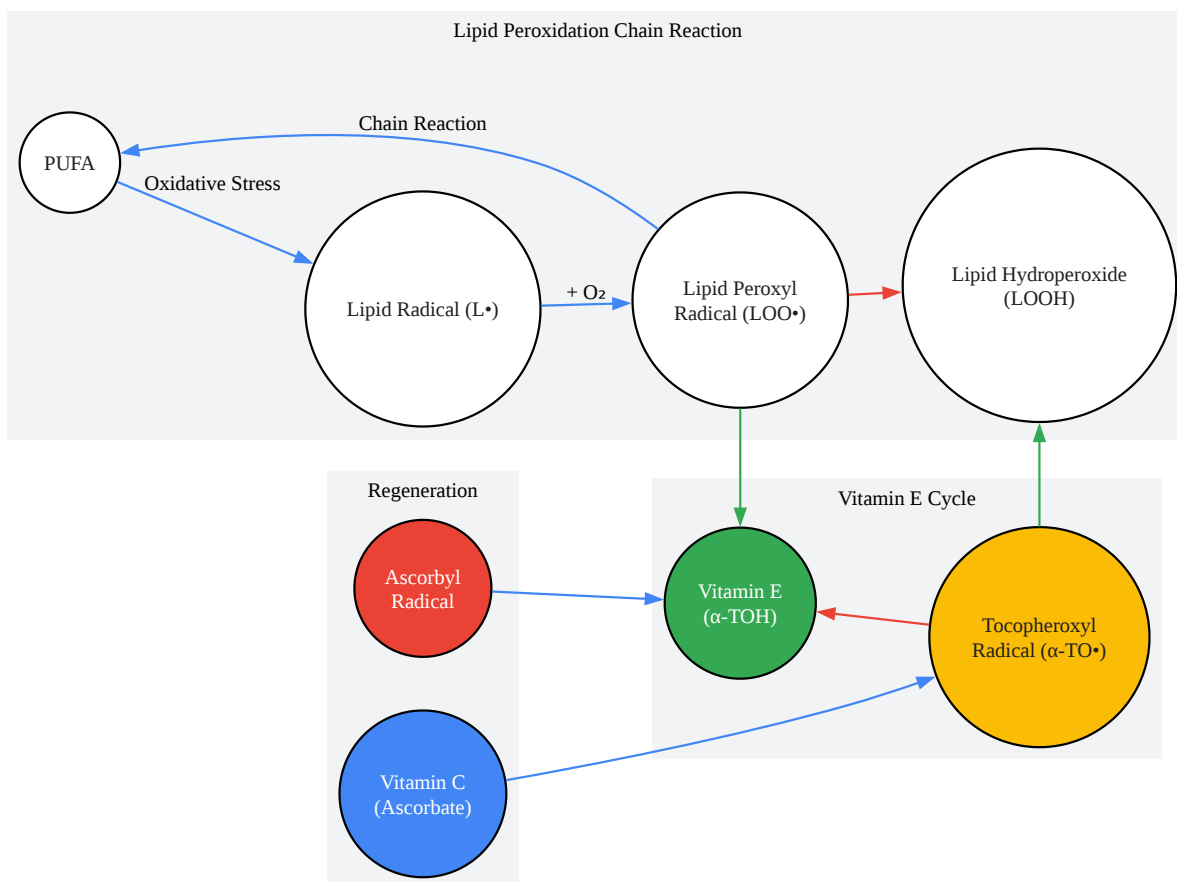 Lipid Peroxidation Chain Reaction
Chain Reaction
PUFA
Oxidative Stress
Lipid Radical (L•)
+ O₂
Lipid Peroxyl
Radical (LOO•)
Lipid Hydroperoxide
(LOOH)
Regeneration
Ascorbyl
Radical
Vitamin C
(Ascorbate)
Vitamin E Cycle
Vitamin E
(α-TOH)
Tocopheroxyl
Radical (α-TO•)